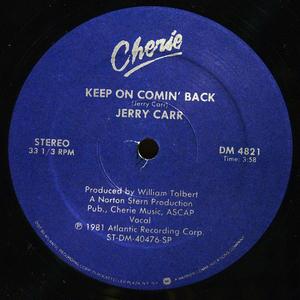 Cherie
KEEP ON COMIN' BACK
(Jerry Carr)
JERRY CARR
STEREO
33 1/3 RPM
DM 4821
Time: 3:58
Produced by William Tolbert
A Norton Stern Production
Pub., Cherie Music, ASCAP
Vocal
℗ 1981 Atlantic Recording Corp.
ST-DM-40476-SP